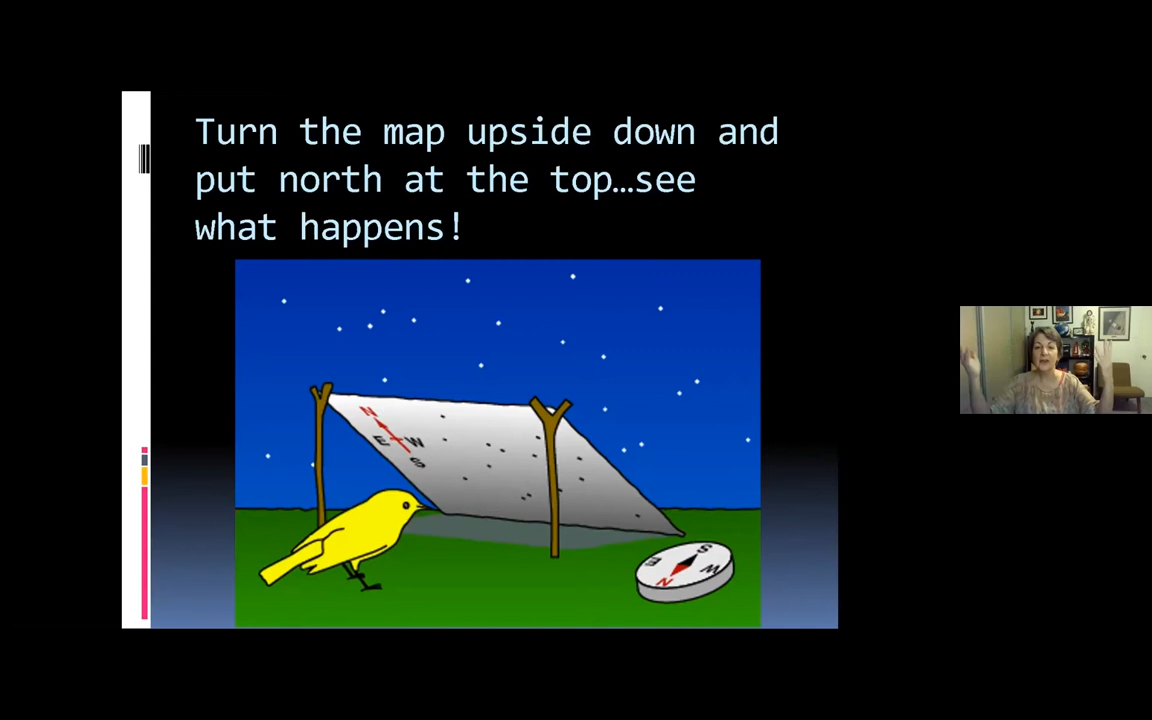 Turn the map upside down and
put north at the top…see
what happens!
N
E W
S
S
E W
N